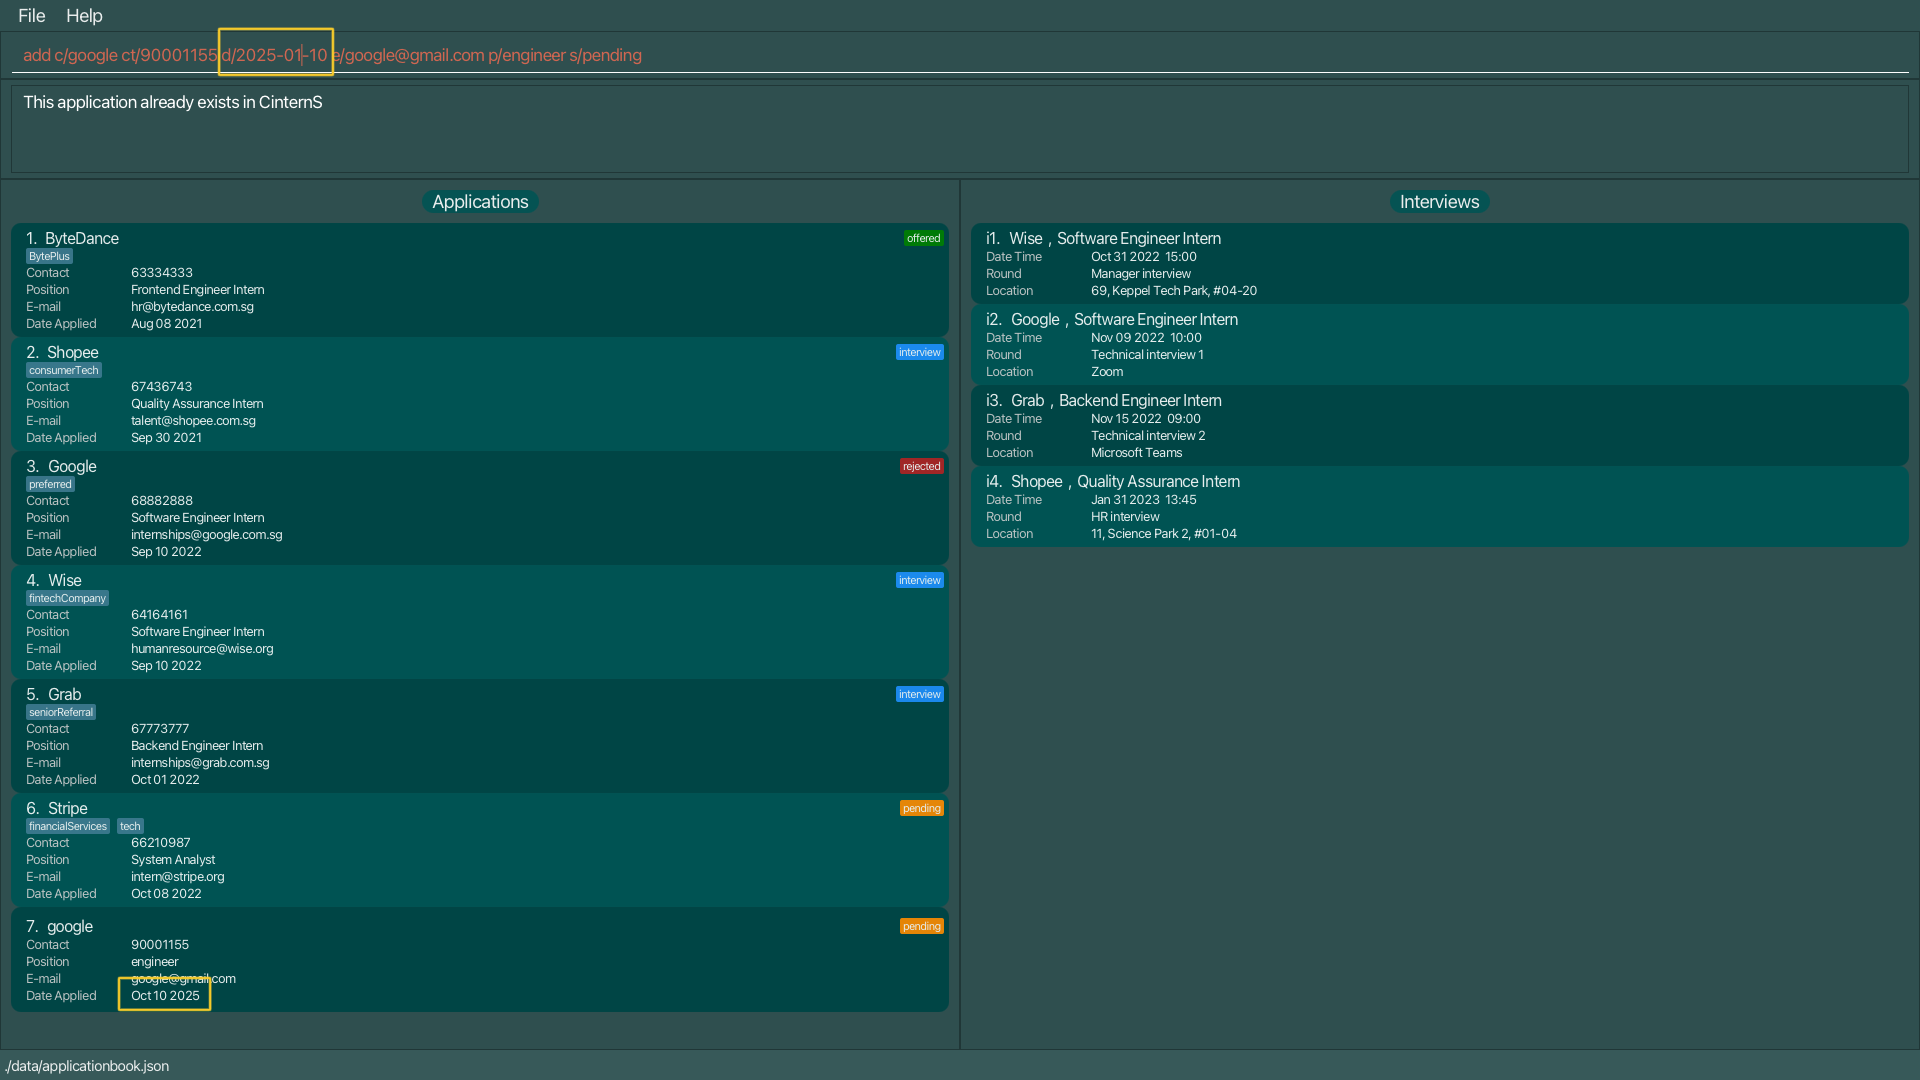 File Help
add c/google ct/90001155 d/2025-01-10 e/google@gmail.com p/engineer s/pending
This application already exists in CinternS
Applications
1. ByteDance offered
BytePlus
Contact 63334333
Position Frontend Engineer Intern
E-mail hr@bytedance.com.sg
Date Applied Aug 08 2021
2. Shopee interview
consumerTech
Contact 67436743
Position Quality Assurance Intern
E-mail talent@shopee.com.sg
Date Applied Sep 30 2021
3. Google rejected
preferred
Contact 68882888
Position Software Engineer Intern
E-mail internships@google.com.sg
Date Applied Sep 10 2022
4. Wise interview
fintechCompany
Contact 64164161
Position Software Engineer Intern
E-mail humanresource@wise.org
Date Applied Sep 10 2022
5. Grab interview
seniorReferral
Contact 67773777
Position Backend Engineer Intern
E-mail internships@grab.com.sg
Date Applied Oct 01 2022
6. Stripe pending
financialServices tech
Contact 66210987
Position System Analyst
E-mail intern@stripe.org
Date Applied Oct 08 2022
7. google pending
Contact 90001155
Position engineer
E-mail google@gmail.com
Date Applied Oct 10 2025
Interviews
i1. Wise , Software Engineer Intern
Date Time Oct 31 2022 15:00
Round Manager interview
Location 69, Keppel Tech Park, #04-20
i2. Google , Software Engineer Intern
Date Time Nov 09 2022 10:00
Round Technical interview 1
Location Zoom
i3. Grab , Backend Engineer Intern
Date Time Nov 15 2022 09:00
Round Technical interview 2
Location Microsoft Teams
i4. Shopee , Quality Assurance Intern
Date Time Jan 31 2023 13:45
Round HR interview
Location 11, Science Park 2, #01-04
./data/applicationbook.json